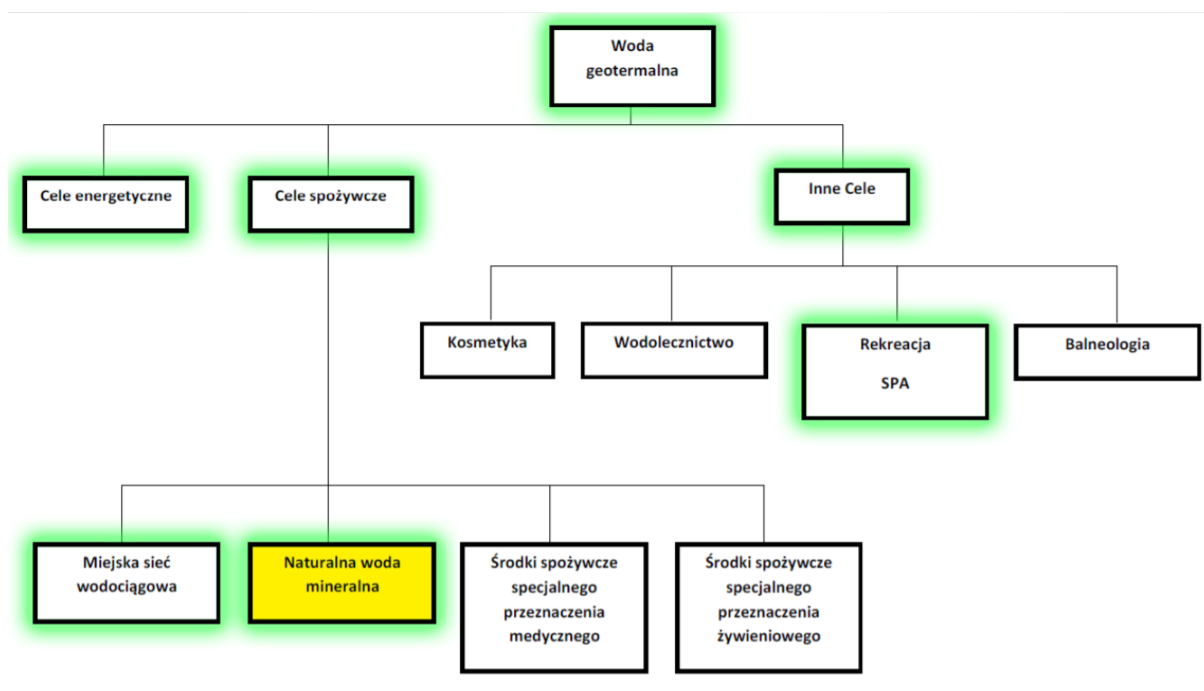 Woda
geotermalna
Cele energetyczne
Cele spożywcze
Inne Cele
Kosmetyka
Wodolecznictwo
Rekreacja
SPA
Balneologia
Miejska sieć
wodociągowa
Naturalna woda
mineralna
Środki spożywcze
specjalnego
przeznaczenia
medycznego
Środki spożywcze
specjalnego
przeznaczenia
żywieniowego